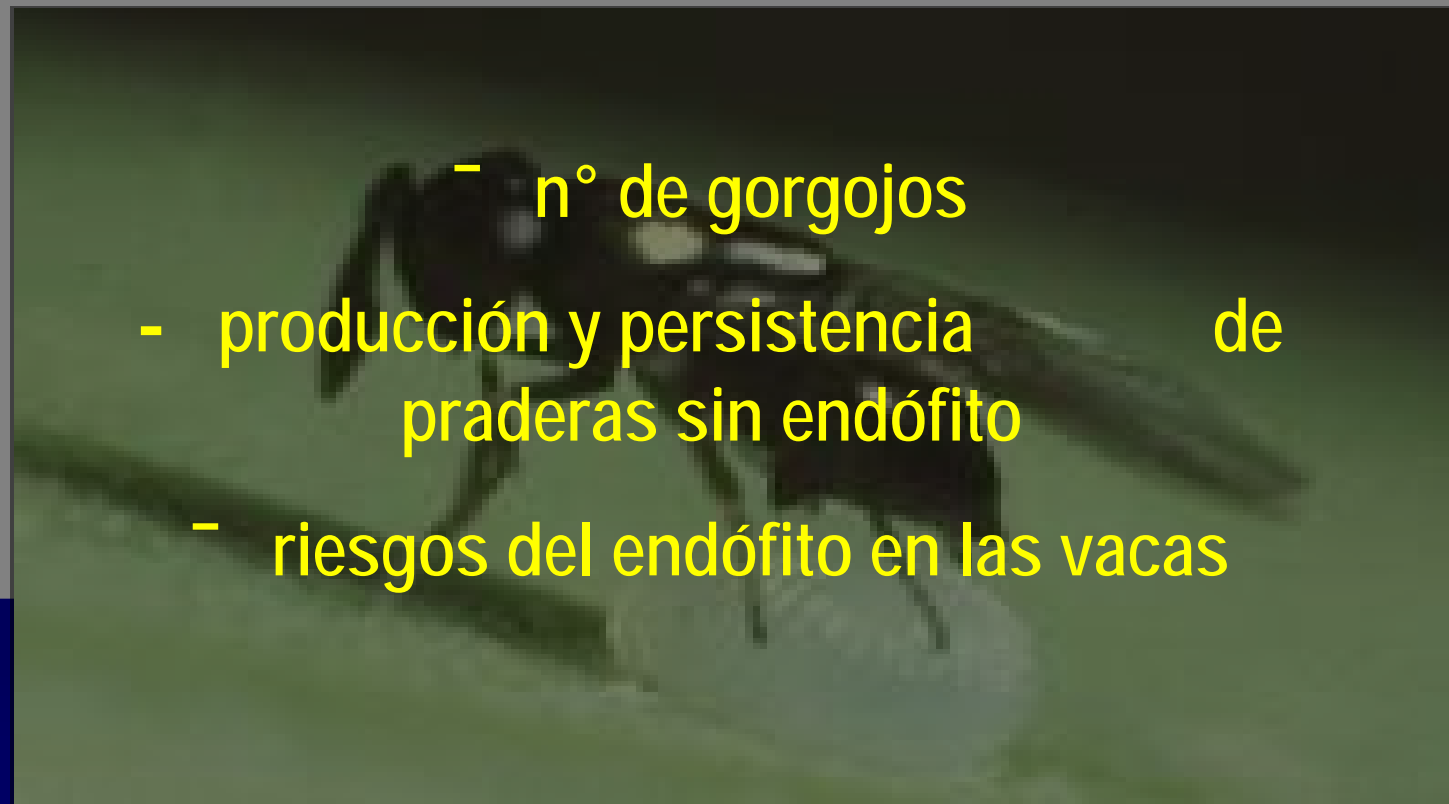 ¯ n° de gorgojos
- producción y persistencia de
praderas sin endófito
¯ riesgos del endófito en las vacas